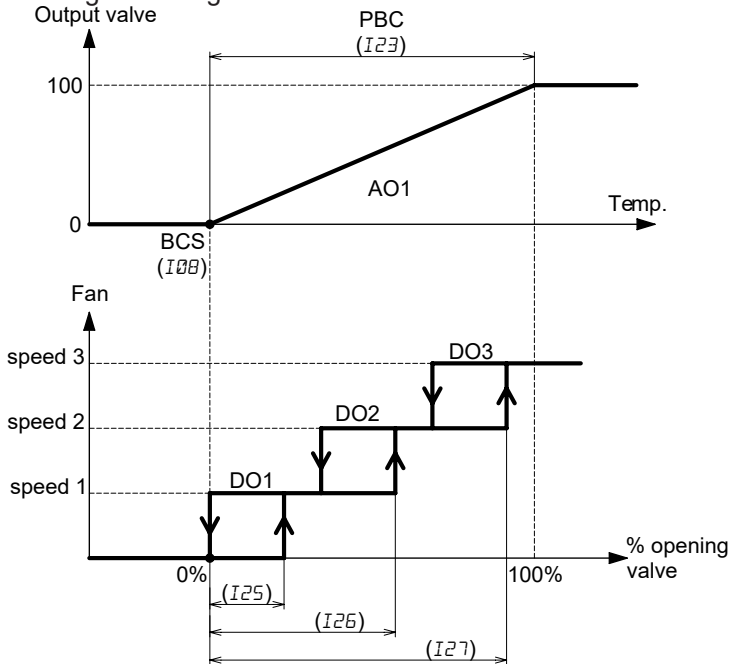 Output valve
PBC
(I23)
100
AO1
Temp.
0
BCS
(I08)
Fan
speed 3
DO3
speed 2
DO2
speed 1
DO1
% opening
valve
0%
100%
(I25)
(I26)
(I27)